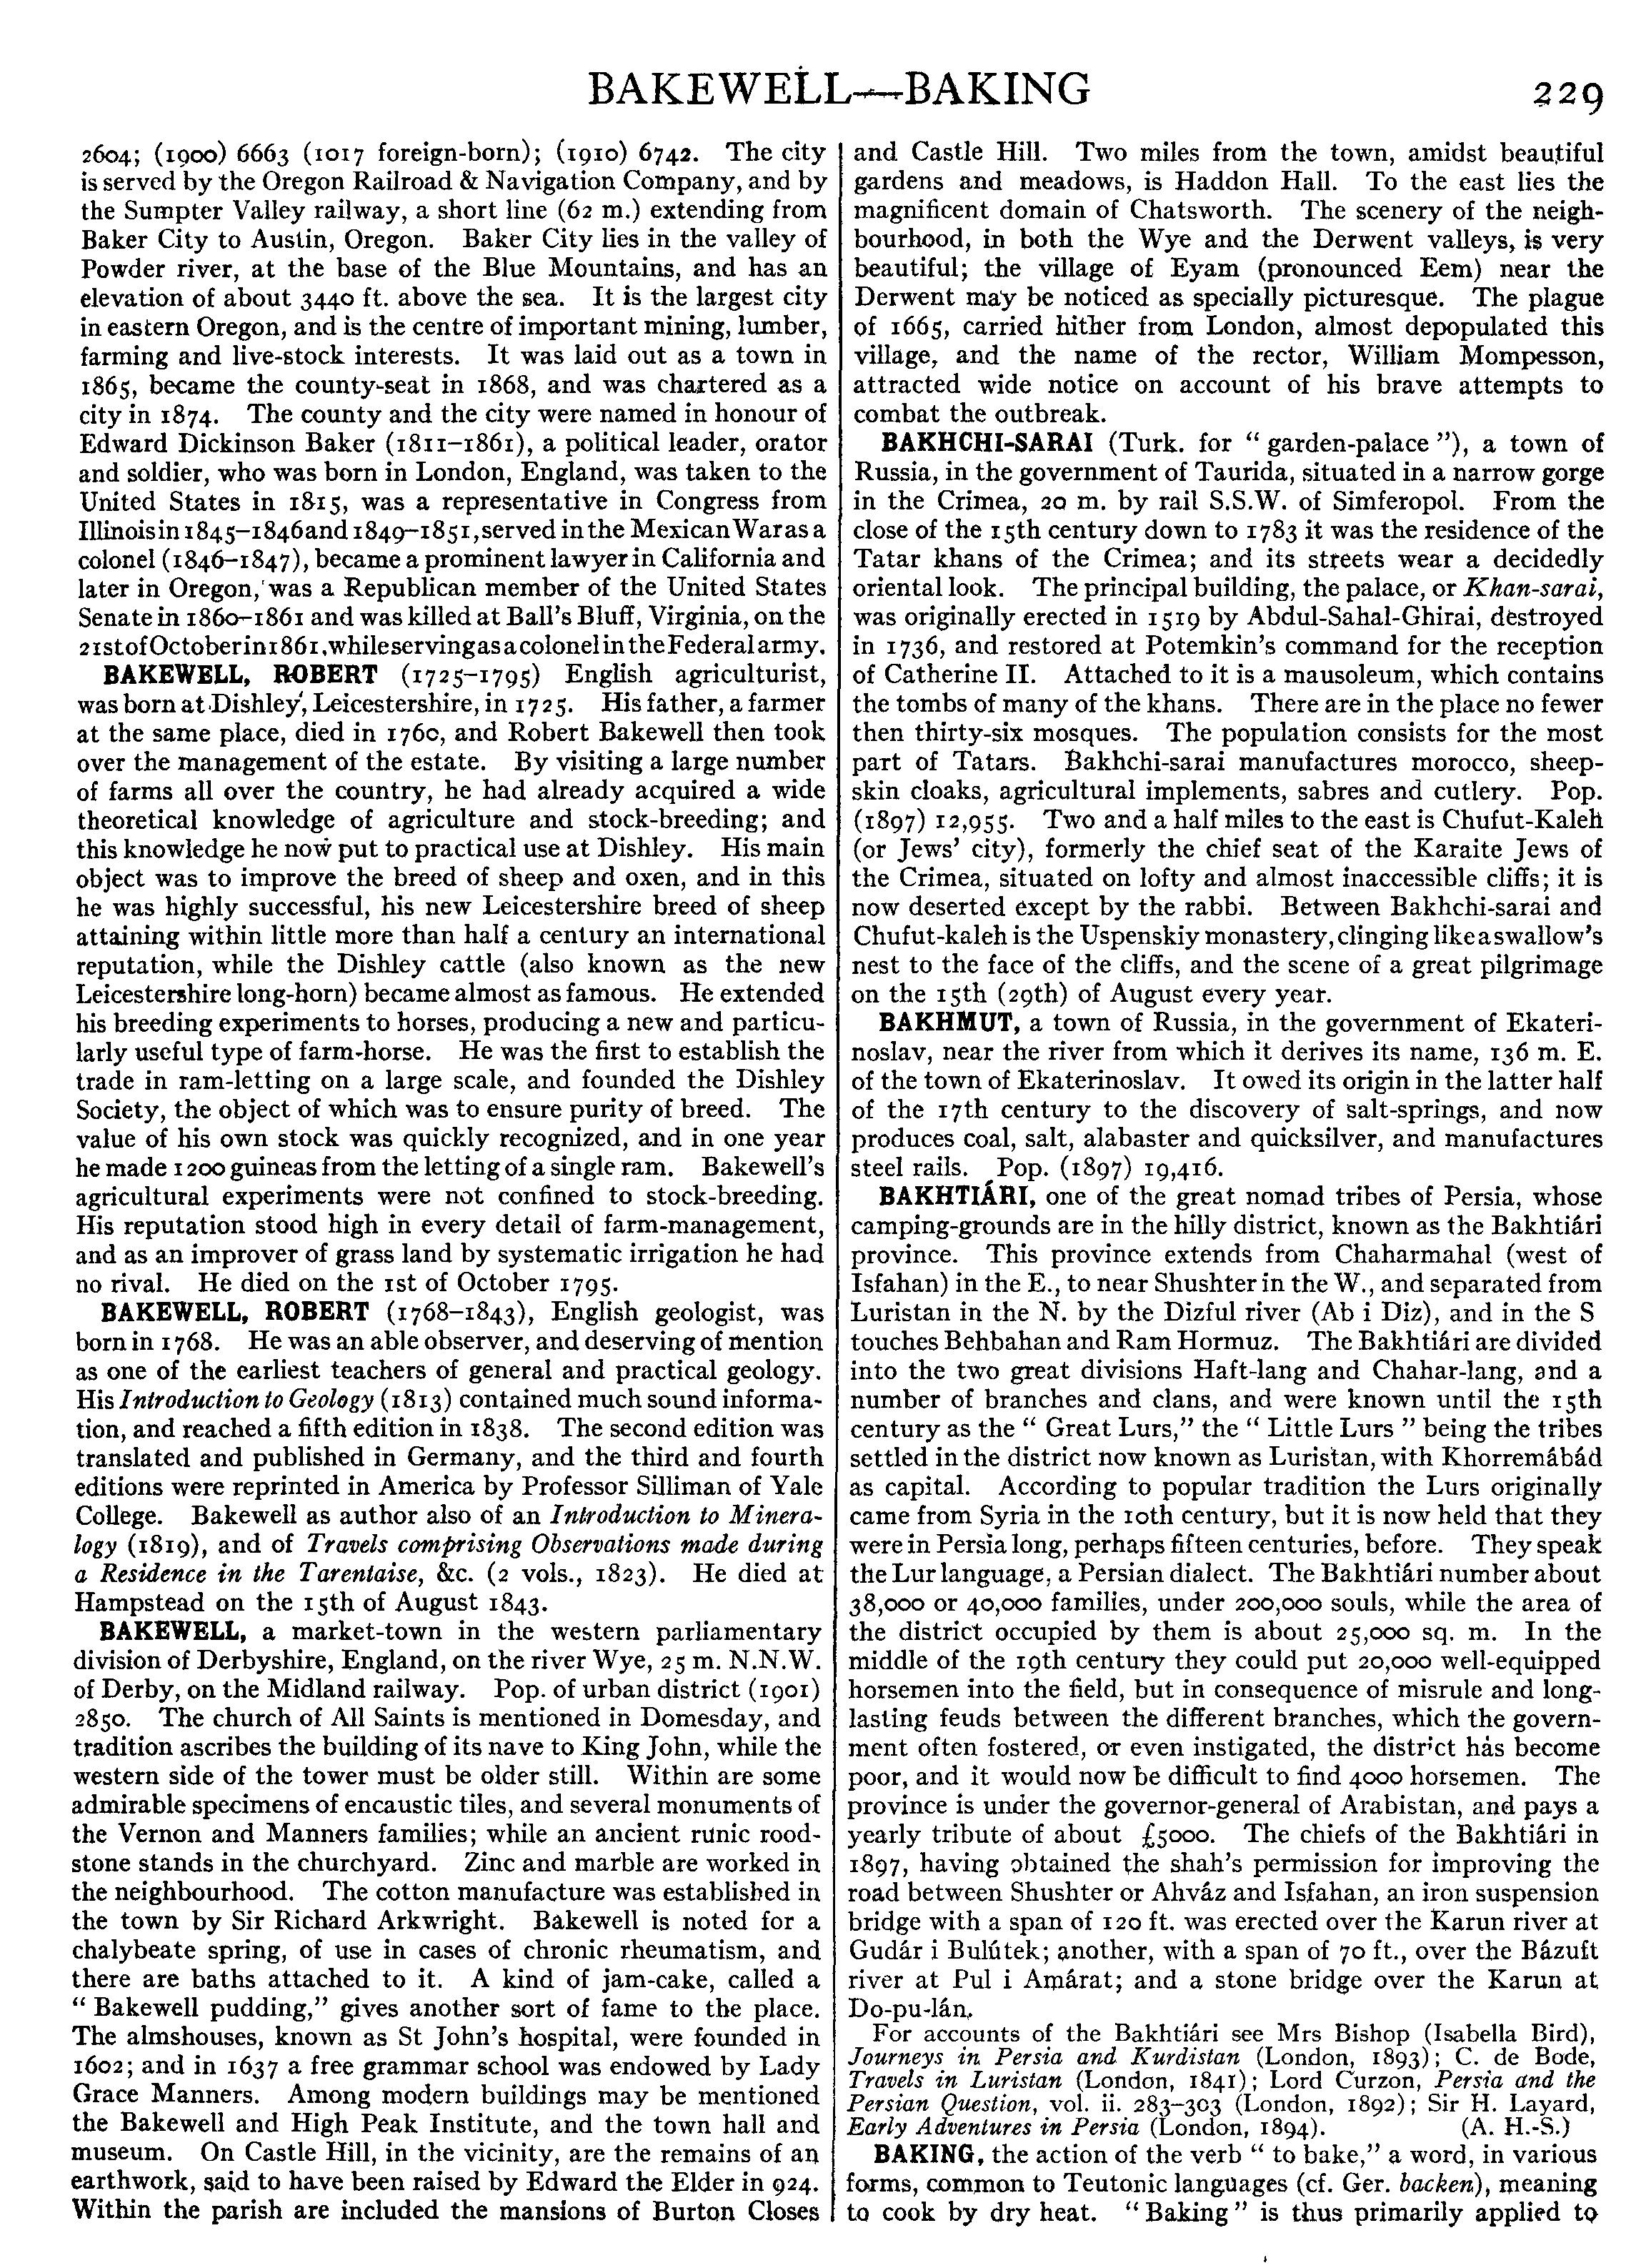 BAKEWELL—BAKING
229
2604; (1900) 6663 (1017 foreign-born); (1910) 6742. The city
is served by the Oregon Railroad & Navigation Company, and by
the Sumpter Valley railway, a short line (62 m.) extending from
Baker City to Austin, Oregon. Baker City lies in the valley of
Powder river, at the base of the Blue Mountains, and has an
elevation of about 3440 ft. above the sea. It is the largest city
in eastern Oregon, and is the centre of important mining, lumber,
farming and live-stock interests. It was laid out as a town in
1865, became the county-seat in 1868, and was chartered as a
city in 1874. The county and the city were named in honour of
Edward Dickinson Baker (1811–1861), a political leader, orator
and soldier, who was born in London, England, was taken to the
United States in 1815, was a representative in Congress from
Illinois in 1845–1846 and 1849–1851, served in the Mexican War as a
colonel (1846–1847), became a prominent lawyer in California and
later in Oregon, was a Republican member of the United States
Senate in 1860–1861 and was killed at Ball's Bluff, Virginia, on the
21st of October in 1861, while serving as a colonel in the Federal army.
BAKEWELL, ROBERT (1725–1795) English agriculturist,
was born at Dishley, Leicestershire, in 1725. His father, a farmer
at the same place, died in 1760, and Robert Bakewell then took
over the management of the estate. By visiting a large number
of farms all over the country, he had already acquired a wide
theoretical knowledge of agriculture and stock-breeding; and
this knowledge he now put to practical use at Dishley. His main
object was to improve the breed of sheep and oxen, and in this
he was highly successful, his new Leicestershire breed of sheep
attaining within little more than half a century an international
reputation, while the Dishley cattle (also known as the new
Leicestershire long-horn) became almost as famous. He extended
his breeding experiments to horses, producing a new and particu-
larly useful type of farm-horse. He was the first to establish the
trade in ram-letting on a large scale, and founded the Dishley
Society, the object of which was to ensure purity of breed. The
value of his own stock was quickly recognized, and in one year
he made 1200 guineas from the letting of a single ram. Bakewell's
agricultural experiments were not confined to stock-breeding.
His reputation stood high in every detail of farm-management,
and as an improver of grass land by systematic irrigation he had
no rival. He died on the 1st of October 1795.
BAKEWELL, ROBERT (1768–1843), English geologist, was
born in 1768. He was an able observer, and deserving of mention
as one of the earliest teachers of general and practical geology.
His Introduction to Geology (1813) contained much sound informa-
tion, and reached a fifth edition in 1838. The second edition was
translated and published in Germany, and the third and fourth
editions were reprinted in America by Professor Silliman of Yale
College. Bakewell as author also of an Introduction to Minera-
logy (1819), and of Travels comprising Observations made during
a Residence in the Tarentaise, &c. (2 vols., 1823). He died at
Hampstead on the 15th of August 1843.
BAKEWELL, a market-town in the western parliamentary
division of Derbyshire, England, on the river Wye, 25 m. N.N.W.
of Derby, on the Midland railway. Pop. of urban district (1901)
2850. The church of All Saints is mentioned in Domesday, and
tradition ascribes the building of its nave to King John, while the
western side of the tower must be older still. Within are some
admirable specimens of encaustic tiles, and several monuments of
the Vernon and Manners families; while an ancient runic rood-
stone stands in the churchyard. Zinc and marble are worked in
the neighbourhood. The cotton manufacture was established in
the town by Sir Richard Arkwright. Bakewell is noted for a
chalybeate spring, of use in cases of chronic rheumatism, and
there are baths attached to it. A kind of jam-cake, called a
“ Bakewell pudding,” gives another sort of fame to the place.
The almshouses, known as St John's hospital, were founded in
1602; and in 1637 a free grammar school was endowed by Lady
Grace Manners. Among modern buildings may be mentioned
the Bakewell and High Peak Institute, and the town hall and
museum. On Castle Hill, in the vicinity, are the remains of an
earthwork, said to have been raised by Edward the Elder in 924.
Within the parish are included the mansions of Burton Closes
and Castle Hill. Two miles from the town, amidst beautiful
gardens and meadows, is Haddon Hall. To the east lies the
magnificent domain of Chatsworth. The scenery of the neigh-
bourhood, in both the Wye and the Derwent valleys, is very
beautiful; the village of Eyam (pronounced Eem) near the
Derwent may be noticed as specially picturesque. The plague
of 1665, carried hither from London, almost depopulated this
village, and the name of the rector, William Mompesson,
attracted wide notice on account of his brave attempts to
combat the outbreak.
BAKHCHI-SARAI (Turk. for “ garden-palace ”), a town of
Russia, in the government of Taurida, situated in a narrow gorge
in the Crimea, 20 m. by rail S.S.W. of Simferopol. From the
close of the 15th century down to 1783 it was the residence of the
Tatar khans of the Crimea; and its streets wear a decidedly
oriental look. The principal building, the palace, or Khan-sarai,
was originally erected in 1519 by Abdul-Sahal-Ghirai, destroyed
in 1736, and restored at Potemkin's command for the reception
of Catherine II. Attached to it is a mausoleum, which contains
the tombs of many of the khans. There are in the place no fewer
then thirty-six mosques. The population consists for the most
part of Tatars. Bakhchi-sarai manufactures morocco, sheep-
skin cloaks, agricultural implements, sabres and cutlery. Pop.
(1897) 12,955. Two and a half miles to the east is Chufut-Kaleh
(or Jews' city), formerly the chief seat of the Karaite Jews of
the Crimea, situated on lofty and almost inaccessible cliffs; it is
now deserted except by the rabbi. Between Bakhchi-sarai and
Chufut-kaleh is the Uspenskiy monastery, clinging like a swallow's
nest to the face of the cliffs, and the scene of a great pilgrimage
on the 15th (29th) of August every year.
BAKHMUT, a town of Russia, in the government of Ekateri-
noslav, near the river from which it derives its name, 136 m. E.
of the town of Ekaterinoslav. It owed its origin in the latter half
of the 17th century to the discovery of salt-springs, and now
produces coal, salt, alabaster and quicksilver, and manufactures
steel rails. Pop. (1897) 19,416.
BAKHTIÁRI, one of the great nomad tribes of Persia, whose
camping-grounds are in the hilly district, known as the Bakhtiári
province. This province extends from Chaharmahal (west of
Isfahan) in the E., to near Shushter in the W., and separated from
Luristan in the N. by the Dizful river (Ab i Diz), and in the S
touches Behbahan and Ram Hormuz. The Bakhtiári are divided
into the two great divisions Haft-lang and Chahar-lang, and a
number of branches and clans, and were known until the 15th
century as the “ Great Lurs,” the “ Little Lurs ” being the tribes
settled in the district now known as Luristan, with Khorremábád
as capital. According to popular tradition the Lurs originally
came from Syria in the 10th century, but it is now held that they
were in Persia long, perhaps fifteen centuries, before. They speak
the Lur language, a Persian dialect. The Bakhtiári number about
38,000 or 40,000 families, under 200,000 souls, while the area of
the district occupied by them is about 25,000 sq. m. In the
middle of the 19th century they could put 20,000 well-equipped
horsemen into the field, but in consequence of misrule and long-
lasting feuds between the different branches, which the govern-
ment often fostered, or even instigated, the district has become
poor, and it would now be difficult to find 4000 horsemen. The
province is under the governor-general of Arabistan, and pays a
yearly tribute of about £5000. The chiefs of the Bakhtiári in
1897, having obtained the shah's permission for improving the
road between Shushter or Ahváz and Isfahan, an iron suspension
bridge with a span of 120 ft. was erected over the Karun river at
Gudár i Bulútek; another, with a span of 70 ft., over the Bázuft
river at Pul i Amárat; and a stone bridge over the Karun at
Do-pu-lán.
For accounts of the Bakhtiári see Mrs Bishop (Isabella Bird),
Journeys in Persia and Kurdistan (London, 1893); C. de Bode,
Travels in Luristan (London, 1841); Lord Curzon, Persia and the
Persian Question, vol. ii. 283–303 (London, 1892); Sir H. Layard,
Early Adventures in Persia (London, 1894). (A. H.-S.)
BAKING, the action of the verb “ to bake,” a word, in various
forms, common to Teutonic languages (cf. Ger. backen), meaning
to cook by dry heat. “ Baking ” is thus primarily applied to